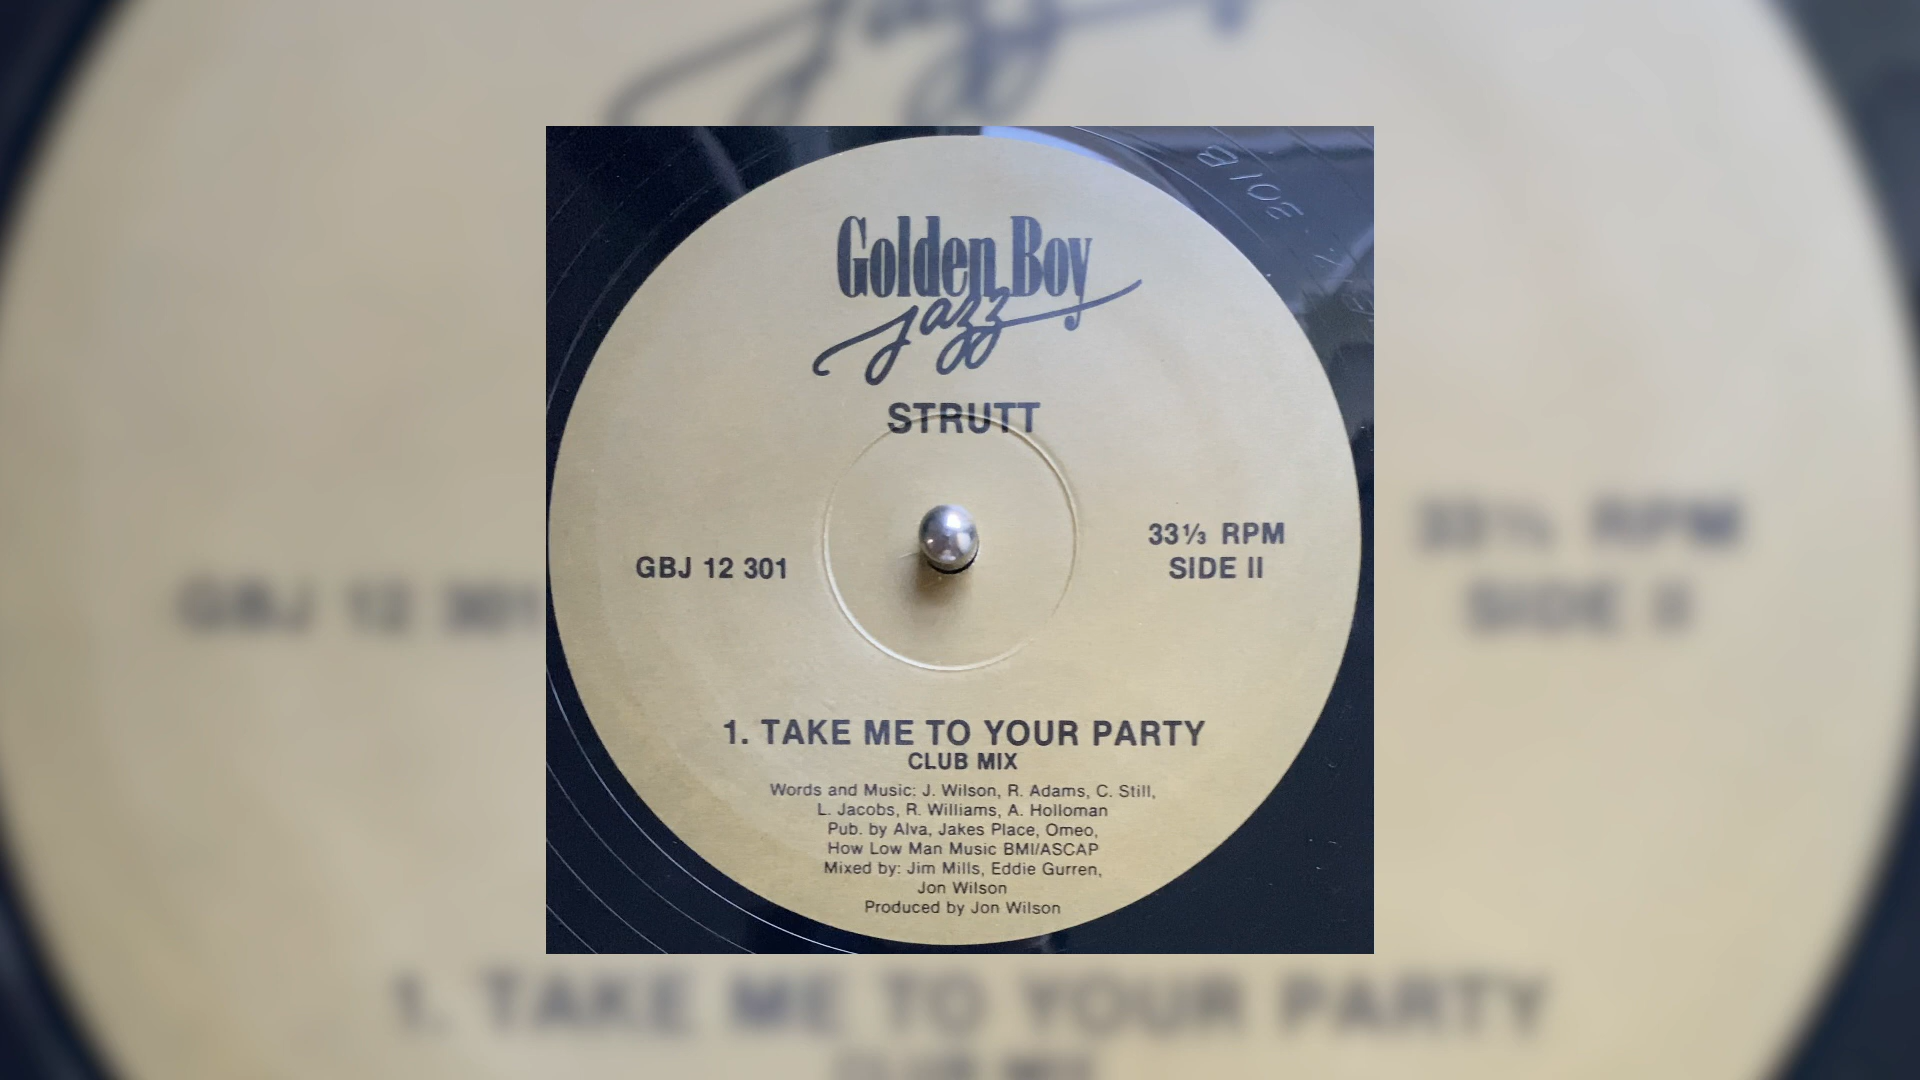 Golden Boy
jazz
STRUTT
33⅓ RPM
GBJ 12 301
SIDE II
1. TAKE ME TO YOUR PARTY
CLUB MIX
Words and Music: J. Wilson, R. Adams, C. Still,
L. Jacobs, R. Williams, A. Holloman
Pub. by Alva, Jakes Place, Omeo,
How Low Man Music BMI/ASCAP
Mixed by: Jim Mills, Eddie Gurren,
Jon Wilson
Produced by Jon Wilson
301 B